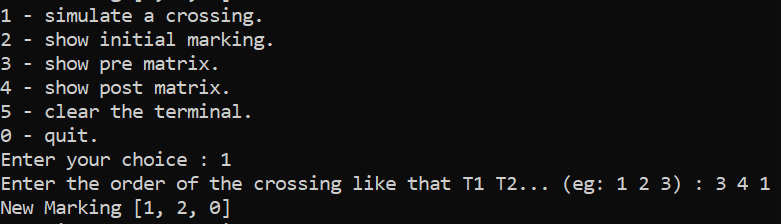 1 - simulate a crossing.
2 - show initial marking.
3 - show pre matrix.
4 - show post matrix.
5 - clear the terminal.
0 - quit.
Enter your choice : 1
Enter the order of the crossing like that T1 T2... (eg: 1 2 3) : 3 4 1
New Marking [1, 2, 0]